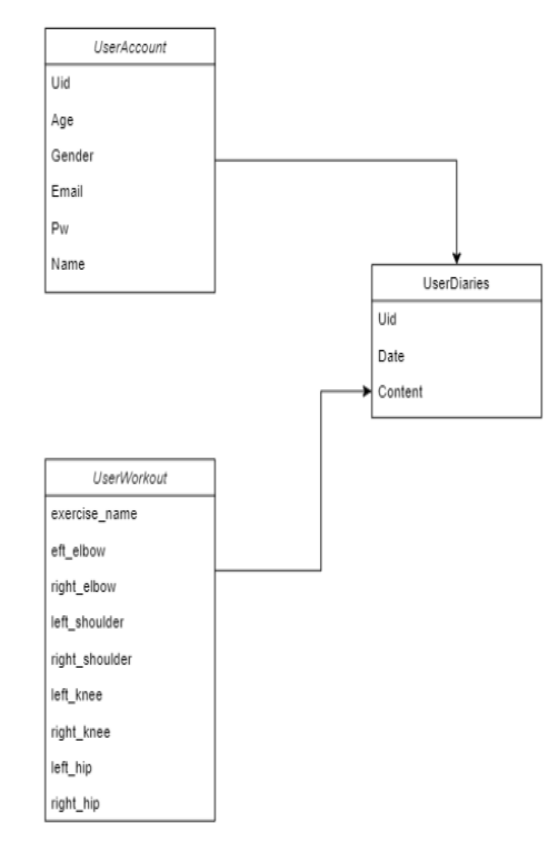 UserAccount
Uid
Age
Gender
Email
Pw
Name
UserDiaries
Uid
Date
Content
UserWorkout
exercise_name
eft_elbow
right_elbow
left_shoulder
right_shoulder
left_knee
right_knee
left_hip
right_hip